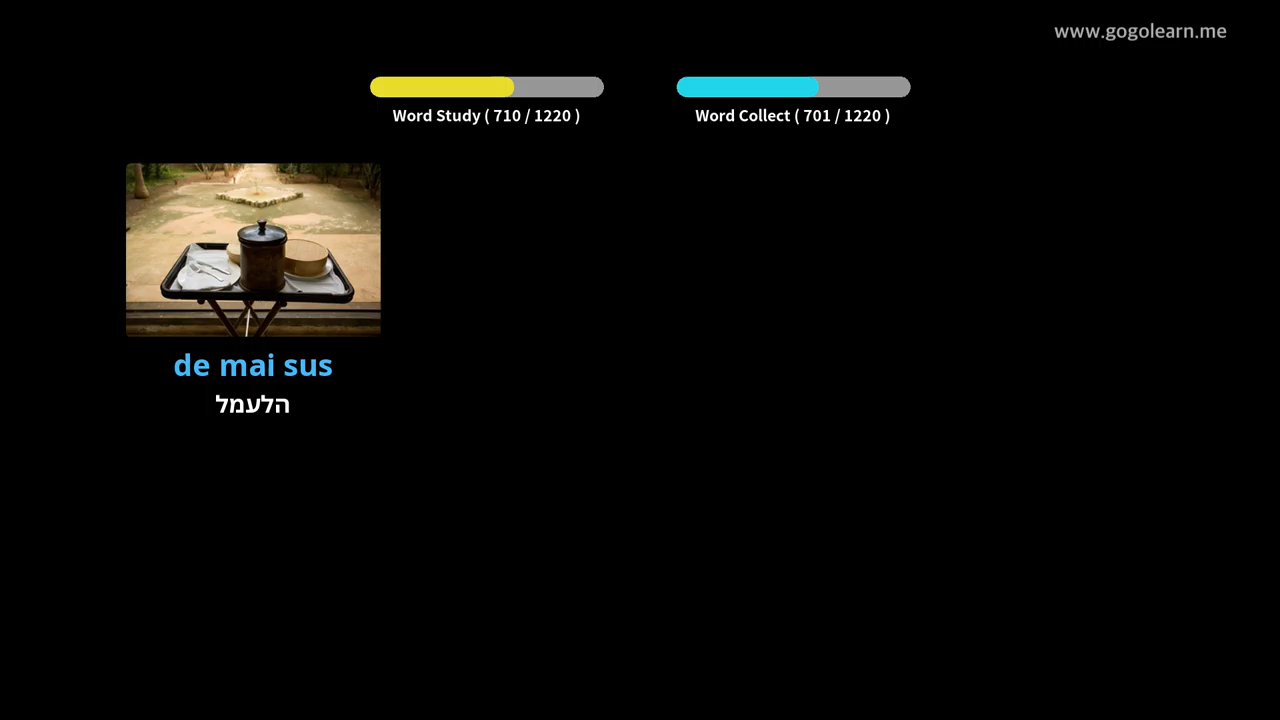 www.gogolearn.me
Word Study ( 710 / 1220 )
Word Collect ( 701 / 1220 )
de mai sus
הלעמל